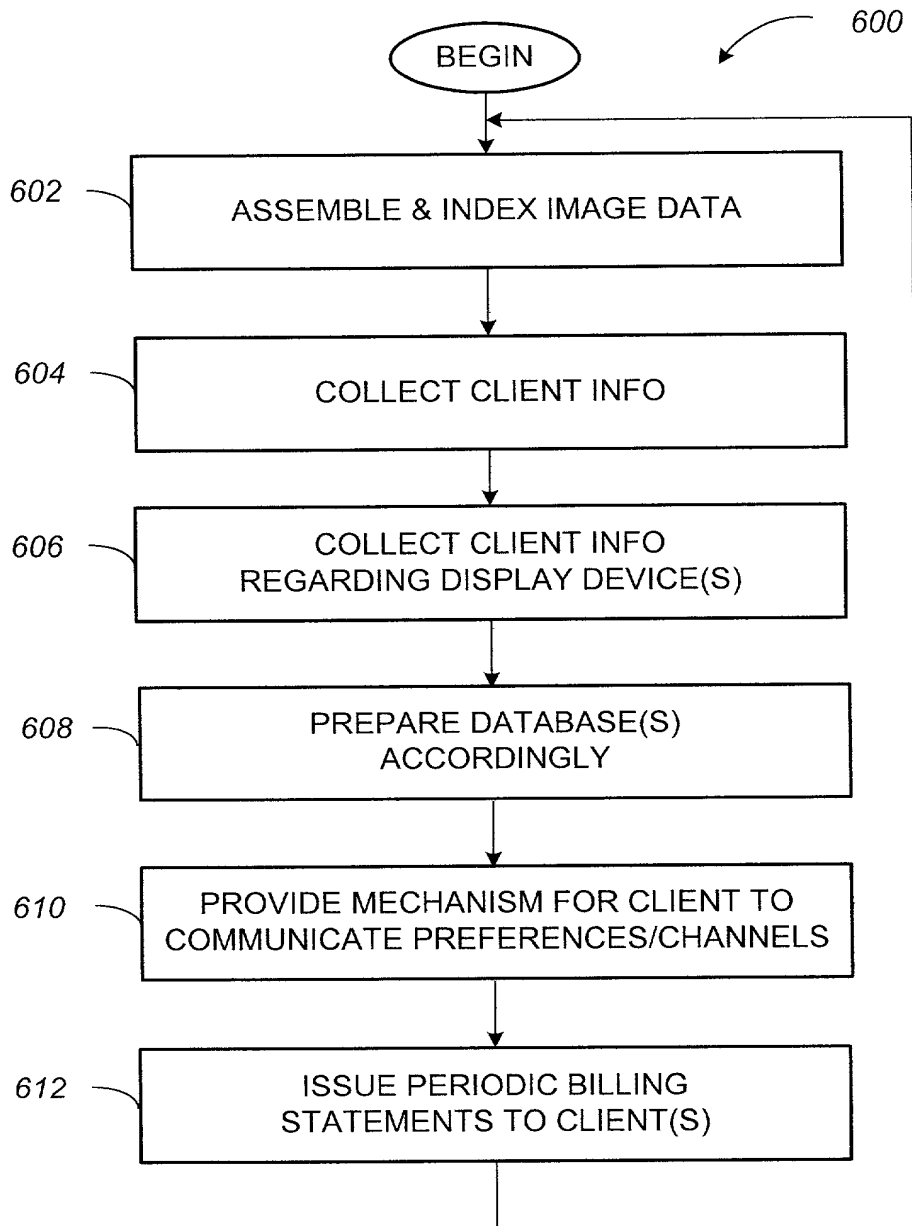 600
BEGIN
602
ASSEMBLE & INDEX IMAGE DATA
604
COLLECT CLIENT INFO
606
COLLECT CLIENT INFO
REGARDING DISPLAY DEVICE(S)
608
PREPARE DATABASE(S)
ACCORDINGLY
610
PROVIDE MECHANISM FOR CLIENT TO
COMMUNICATE PREFERENCES/CHANNELS
612
ISSUE PERIODIC BILLING
STATEMENTS TO CLIENT(S)